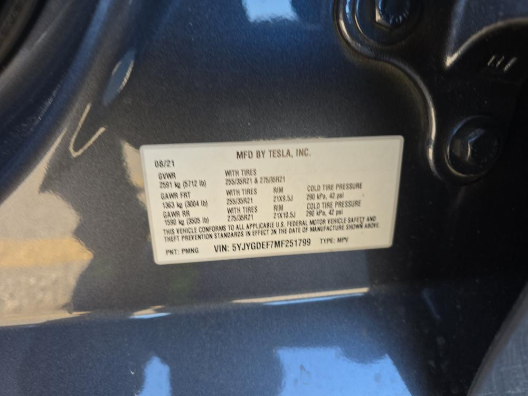 MFD BY TESLA, INC.
08/21
GVWR WITH TIRES
2591 kg (5712 lb) 255/35R21 & 275/35R21
GAWR FRT WITH TIRES RIM COLD TIRE PRESSURE
1363 kg (3004 lb) 255/35R21 21X9.5J 290 kPa, 42 psi
GAWR RR WITH TIRES RIM COLD TIRE PRESSURE
1590 kg (3505 lb) 275/35R21 21X10.5J 290 kPa, 42 psi
THIS VEHICLE CONFORMS TO ALL APPLICABLE U.S. FEDERAL MOTOR VEHICLE SAFETY AND
THEFT PREVENTION STANDARDS IN EFFECT ON THE DATE OF MANUFACTURE SHOWN ABOVE.
PNT: PMNG VIN: 5YJYGDEF7MF251799 TYPE: MPV